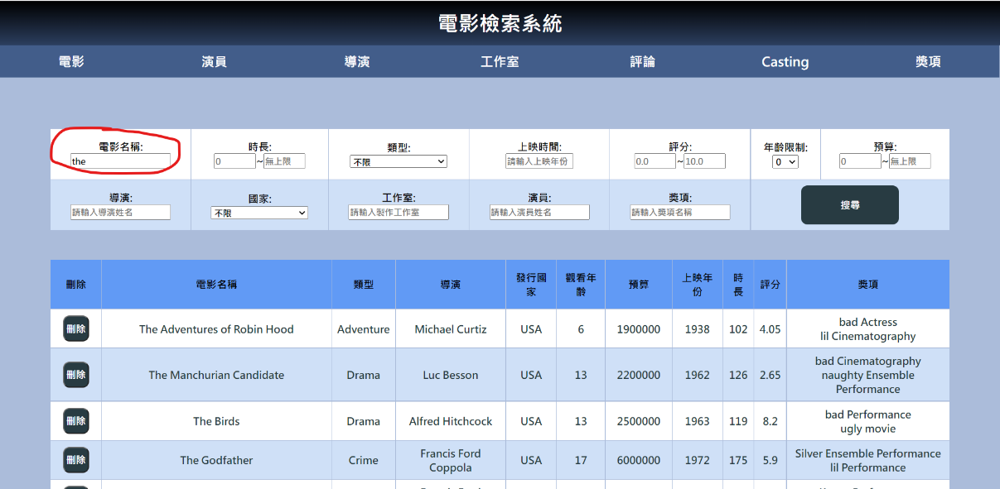 電影檢索系統
電影 演員 導演 工作室 評論 Casting 獎項
電影名稱: 時長: 類型: 上映時間: 評分: 年齡限制: 預算:
the 0 ~ 無上限 不限 請輸入上映年份 0.0 ~ 10.0 0 0 ~ 無上限
導演: 國家: 工作室: 演員: 獎項:
請輸入導演姓名 不限 請輸入製作工作室 請輸入演員姓名 請輸入獎項名稱 搜尋
刪除 電影名稱 類型 導演 發行國家 觀看年齡 預算 上映年份 時長 評分 獎項
刪除 The Adventures of Robin Hood Adventure Michael Curtiz USA 6 1900000 1938 102 4.05 bad Actress
lil Cinematography
刪除 The Manchurian Candidate Drama Luc Besson USA 13 2200000 1962 126 2.65 bad Cinematography
naughty Ensemble
Performance
刪除 The Birds Drama Alfred Hitchcock USA 13 2500000 1963 119 8.2 bad Performance
ugly movie
刪除 The Godfather Crime Francis Ford Coppola USA 17 6000000 1972 175 5.9 Silver Ensemble Performance
lil Performance